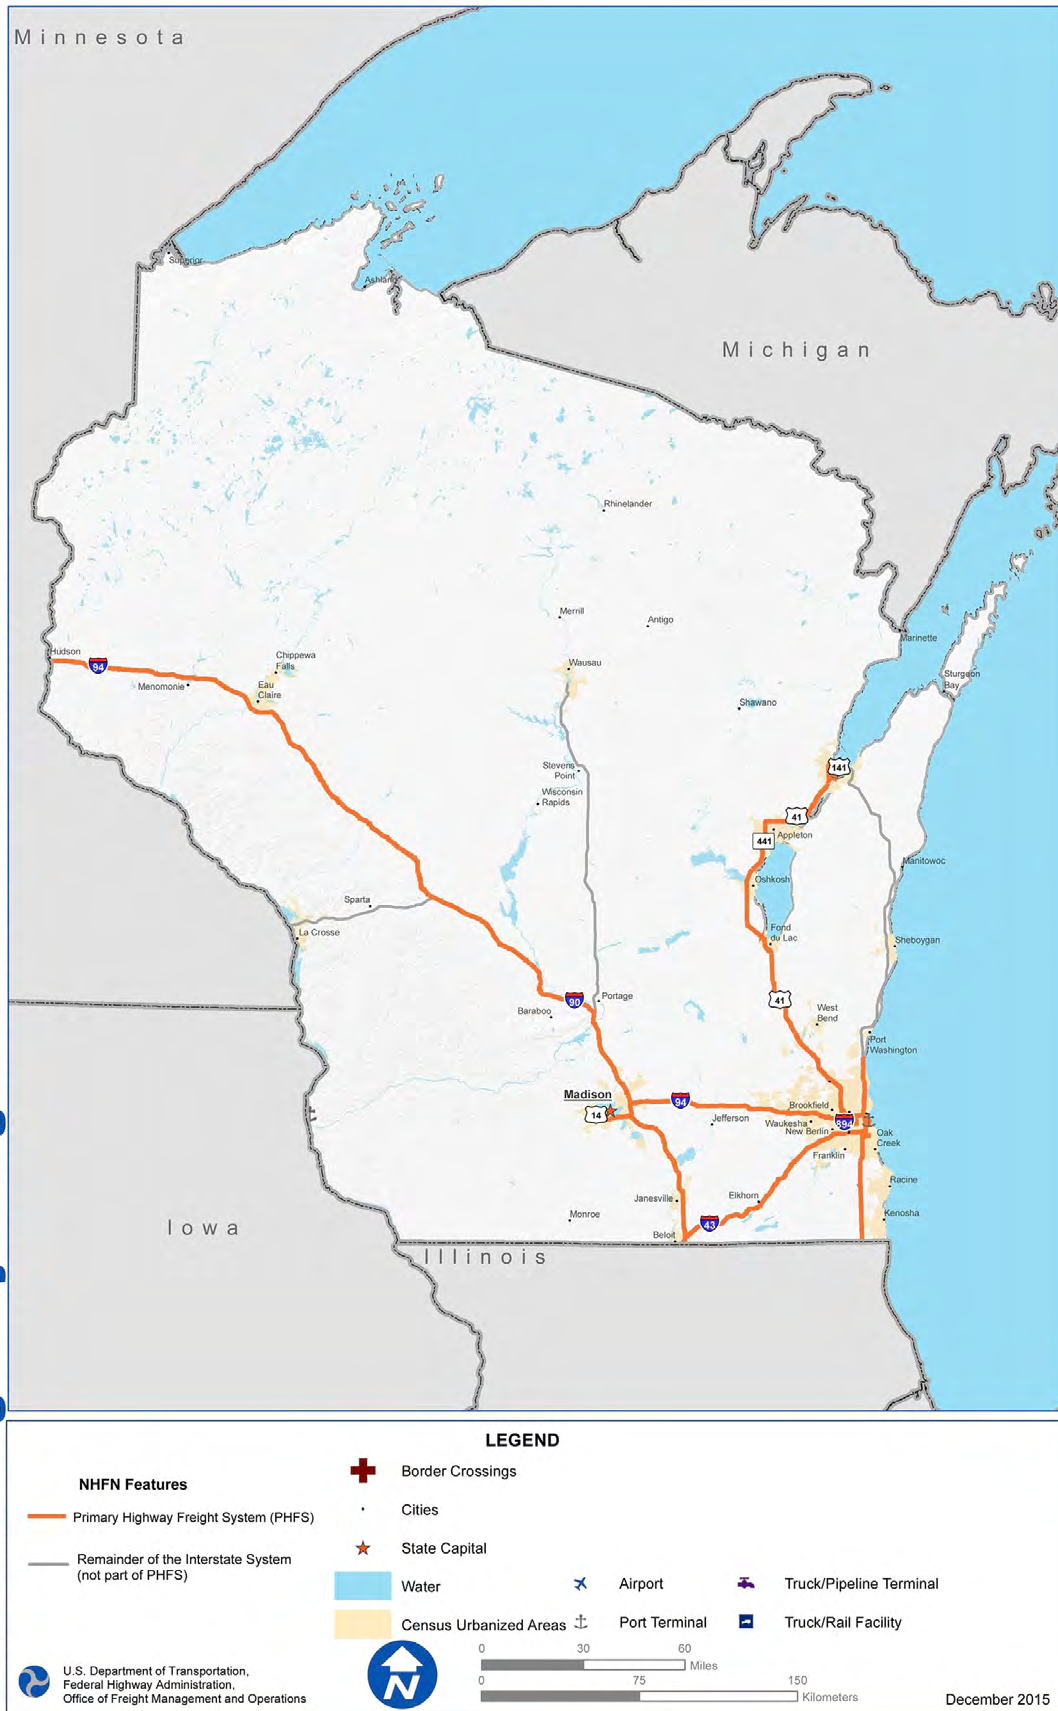 Minnesota
Superior
Ashland
Michigan
Rhinelander
Merrill
Antigo
Marinette
Hudson
94
Chippewa
Falls
Wausau
Menomonie
Eau
Claire
Sturgeon
Bay
Shawano
Stevens
Point
141
Wisconsin
Rapids
41
441
Appleton
Manitowoc
Oshkosh
Sparta
La Crosse
Fond
du Lac
Sheboygan
90
Portage
41
Baraboo
West
Bend
Port
Washington
Madison
94
14
Brookfield
Jefferson
Waukesha
894
New Berlin
Oak
Creek
Franklin
Racine
Janesville
Elkhorn
Kenosha
Monroe
43
Beloit
Iowa
Illinois
LEGEND
NHFN Features
Primary Highway Freight System (PHFS)
Remainder of the Interstate System
(not part of PHFS)
Border Crossings
Cities
State Capital
Water
Census Urbanized Areas
Airport
Port Terminal
Truck/Pipeline Terminal
Truck/Rail Facility
U.S. Department of Transportation,
Federal Highway Administration,
Office of Freight Management and Operations
N
0 30 60
Miles
0 75 150
Kilometers
December 2015